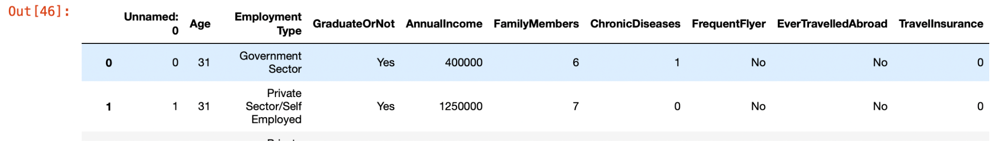 Out[46]:
Unnamed: 0 Age Employment Type GraduateOrNot AnnualIncome FamilyMembers ChronicDiseases FrequentFlyer EverTravelledAbroad TravelInsurance
0 0 31 Government Sector Yes 400000 6 1 No No 0
1 1 31 Private Sector/Self Employed Yes 1250000 7 0 No No 0